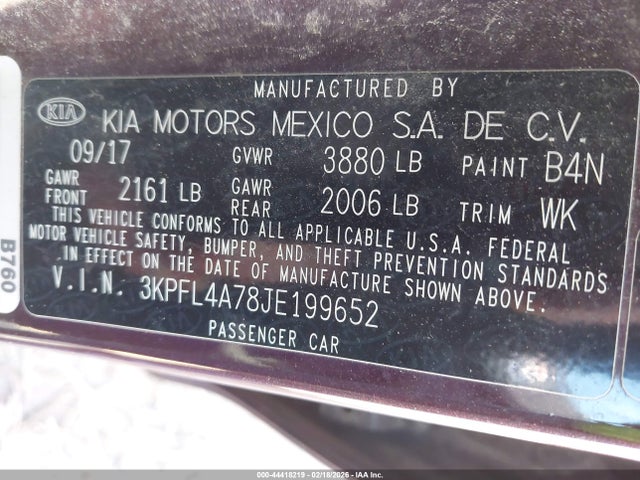 MANUFACTURED BY
KIA KIA MOTORS MEXICO S.A. DE C.V.
09/17 GVWR 3880 LB PAINT B4N
GAWR FRONT 2161 LB GAWR REAR 2006 LB TRIM WK
THIS VEHICLE CONFORMS TO ALL APPLICABLE U.S.A. FEDERAL
MOTOR VEHICLE SAFETY, BUMPER, AND THEFT PREVENTION STANDARDS
IN EFFECT ON THE DATE OF MANUFACTURE SHOWN ABOVE.
V.I.N. 3KPFL4A78JE199652
PASSENGER CAR
B760
000-44418219 - 02/18/2026 - IAA Inc.